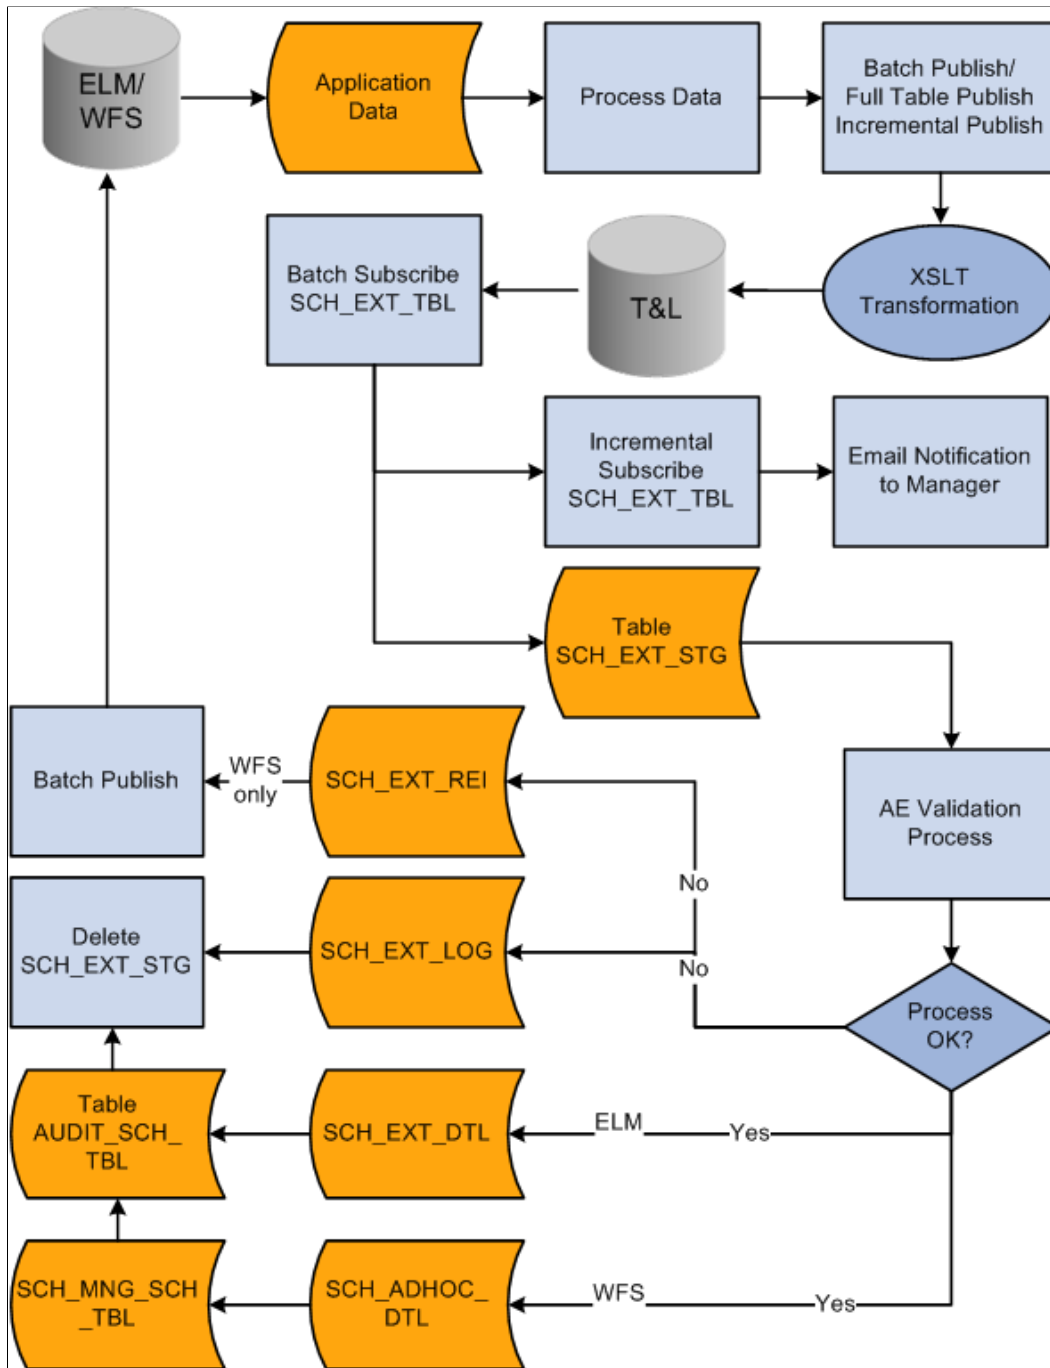 ELM/
WFS
Application
Data
Process Data
Batch Publish/
Full Table Publish
Incremental Publish
Batch Subscribe
SCH_EXT_TBL
T&L
XSLT
Transformation
Incremental
Subscribe
SCH_EXT_TBL
Email Notification
to Manager
Table
SCH_EXT_STG
Batch Publish
WFS
only
SCH_EXT_REI
AE Validation
Process
No
Delete
SCH_EXT_STG
SCH_EXT_LOG
No
Process
OK?
Table
AUDIT_SCH_
TBL
SCH_EXT_DTL
ELM
Yes
SCH_MNG_SCH
_TBL
SCH_ADHOC_
DTL
WFS
Yes